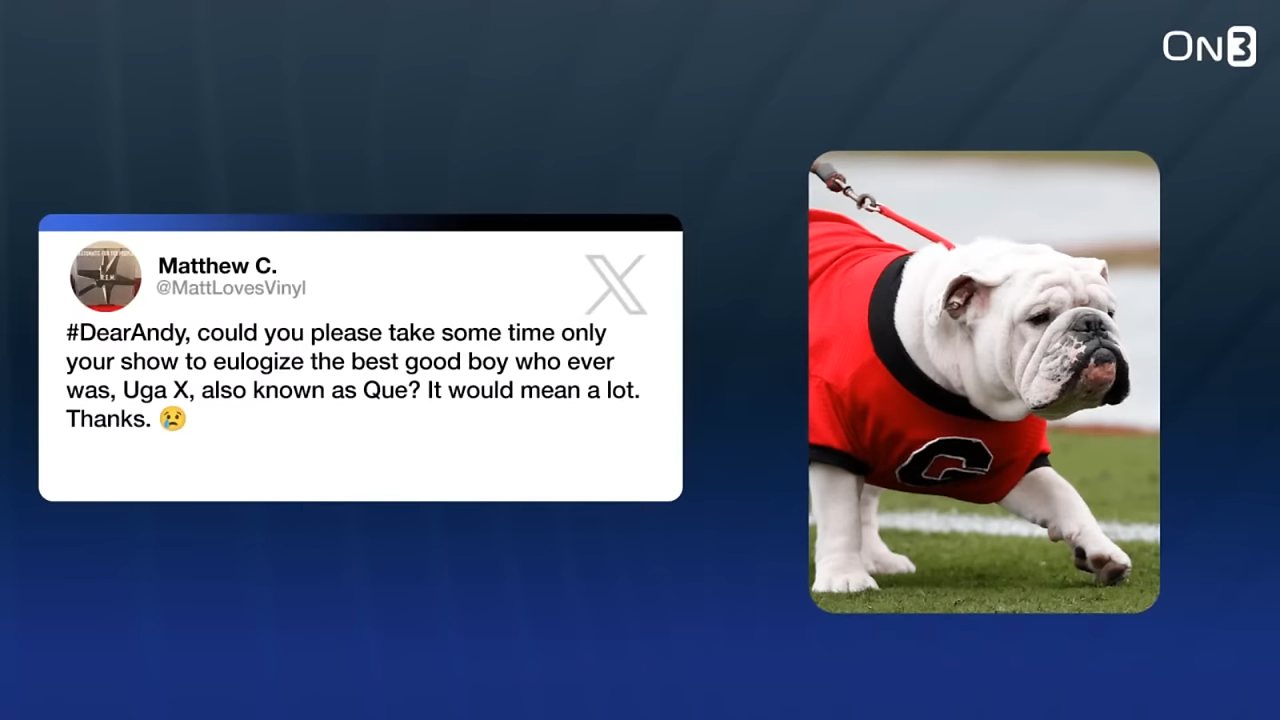 ON3
Matthew C.
@MattLovesVinyl
#DearAndy, could you please take some time only
your show to eulogize the best good boy who ever
was, Uga X, also known as Que? It would mean a lot.
Thanks. 😢
G